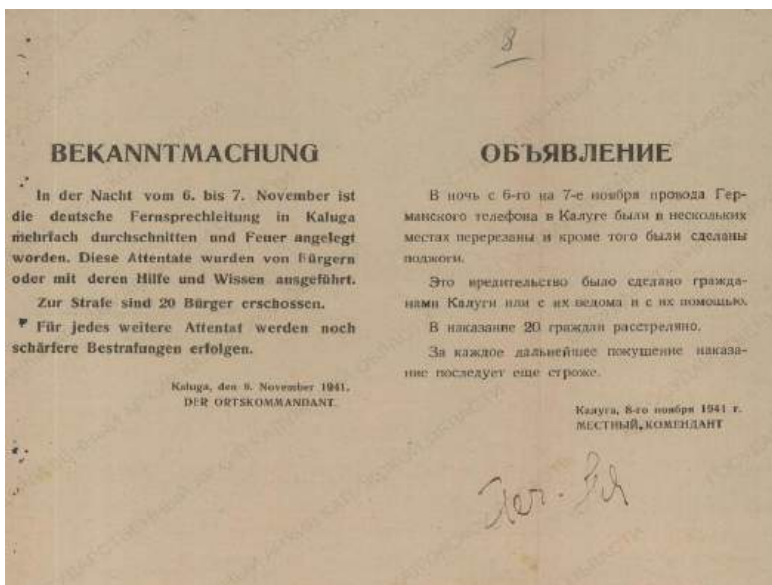 8
BEKANNTMACHUNG
In der Nacht vom 6. bis 7. November ist
die deutsche Fernsprechleitung in Kaluga
mehrfach durchschnitten und Feuer angelegt
worden. Diese Attentate wurden von Bürgern
oder mit deren Hilfe und Wissen ausgeführt.
Zur Strafe sind 20 Bürger erschossen.
Für jedes weitere Attentat werden noch
schärfere Bestrafungen erfolgen.
Kaluga, den 8. November 1941.
DER ORTSKOMMANDANT.
ОБЪЯВЛЕНИЕ
В ночь с 6-го на 7-е ноября провода Гер-
манского телефона в Калуге были в нескольких
местах перерезаны и кроме того были сделаны
поджоги.
Это вредительство было сделано гражда-
нами Калуги или с их ведома и с их помощью.
В наказание 20 граждан расстреляно.
За каждое дальнейшее покушение наказа-
ние последует еще строже.
Калуга, 8-го ноября 1941 г.
МЕСТНЫЙ КОМЕНДАНТ